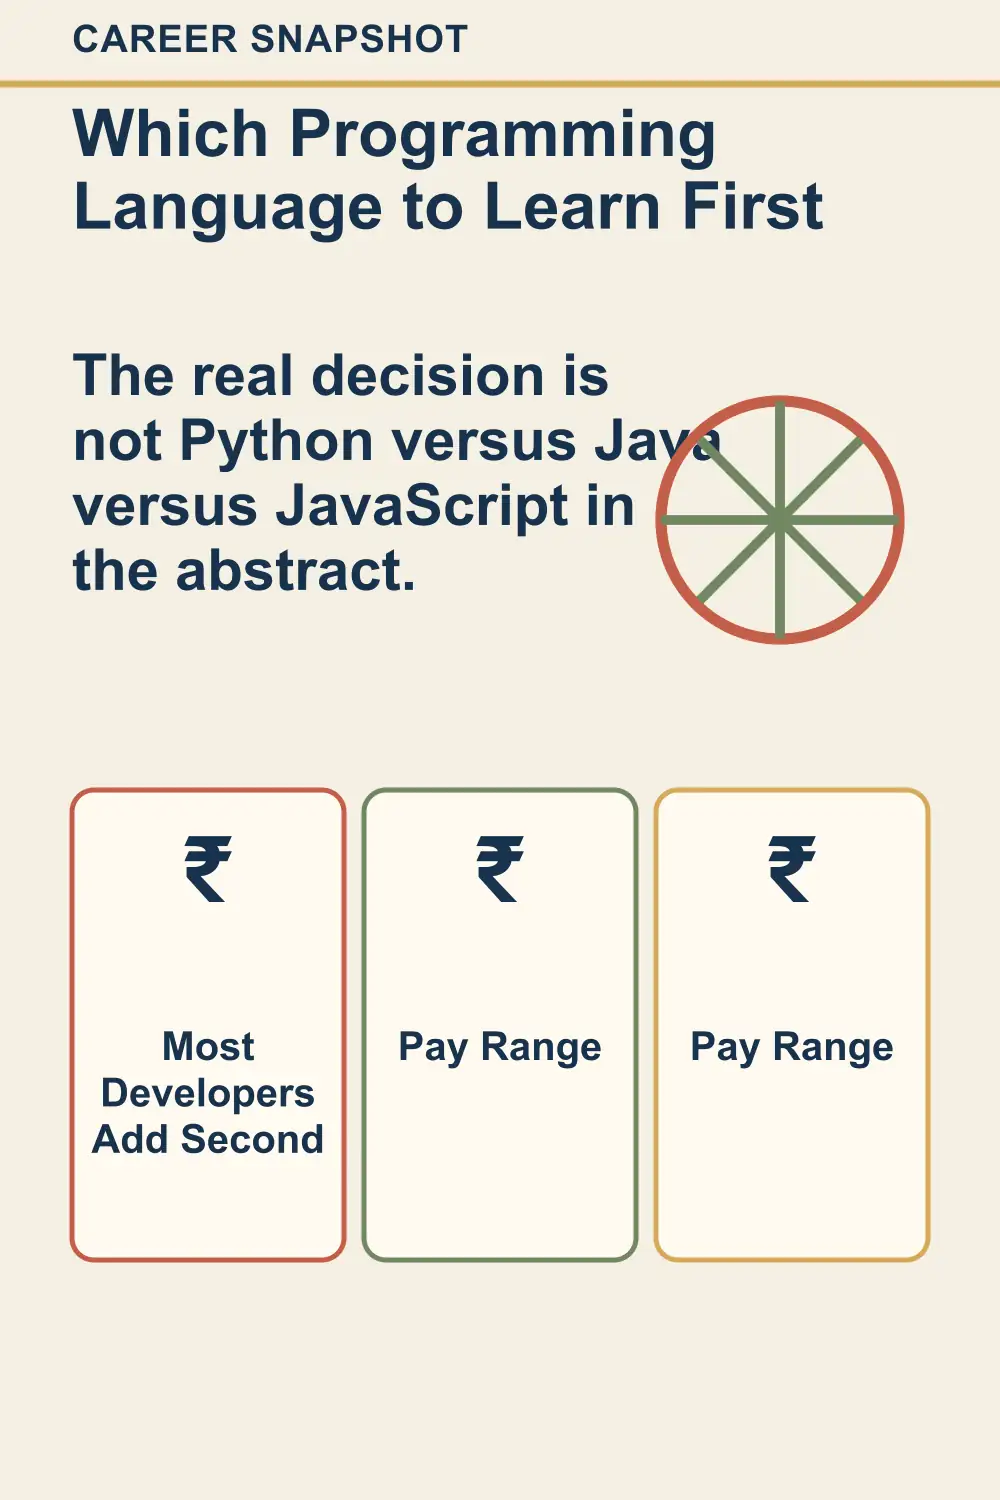 CAREER SNAPSHOT
Which Programming
Language to Learn First
The real decision is
not Python versus Java
versus JavaScript in
the abstract.
₹
Most
Developers
Add Second
₹
Pay Range
₹
Pay Range